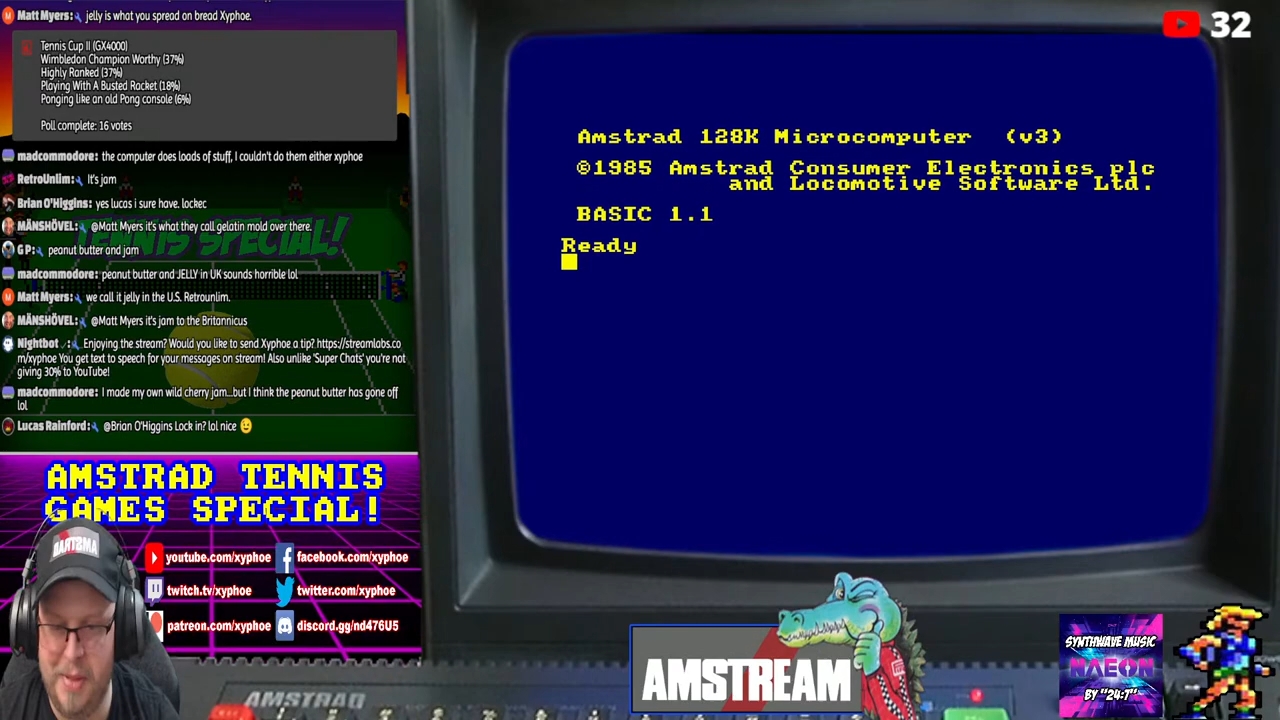 Matt Myers: jelly is what you spread on bread Xyphoe.
Tennis Cup II (GX4000)
Wimbledon Champion Worthy (37%)
Highly Ranked (37%)
Playing With A Busted Racket (18%)
Ponging like an old Pong console (6%)
Poll complete: 16 votes
madcommodore: the computer does loads of stuff, I couldn't do them either xyphoe
RetroUnlim: It's jam
Brian O'Higgins: yes lucas i sure have. lockec
MÄNSHÖVEL: @Matt Myers it's what they call gelatin mold over there.
TENNIS SPECIAL!
G P: peanut butter and jam
madcommodore: peanut butter and JELLY in UK sounds horrible lol
Matt Myers: we call it jelly in the U.S. Retrounlim.
MÄNSHÖVEL: @Matt Myers it's jam to the Britannicus
Nightbot: Enjoying the stream? Would you like to send Xyphoe a tip? https://streamlabs.co
m/xyphoe You get text to speech for your messages on stream! Also unlike 'Super Chats' you're not
giving 30% to YouTube!
madcommodore: I made my own wild cherry jam...but I think the peanut butter has gone off
lol
Lucas Rainford: @Brian O'Higgins Lock in? lol nice
AMSTRAD TENNIS
GAMES SPECIAL!
youtube.com/xyphoe
facebook.com/xyphoe
twitch.tv/xyphoe
twitter.com/xyphoe
patreon.com/xyphoe
discord.gg/nd476U5
32
Amstrad 128K Microcomputer (v3)
©1985 Amstrad Consumer Electronics plc
and Locomotive Software Ltd.
BASIC 1.1
Ready
AMSTRAD
AMSTREAM
SYNTHWAVE MUSIC
NAEON
BY "24:7"